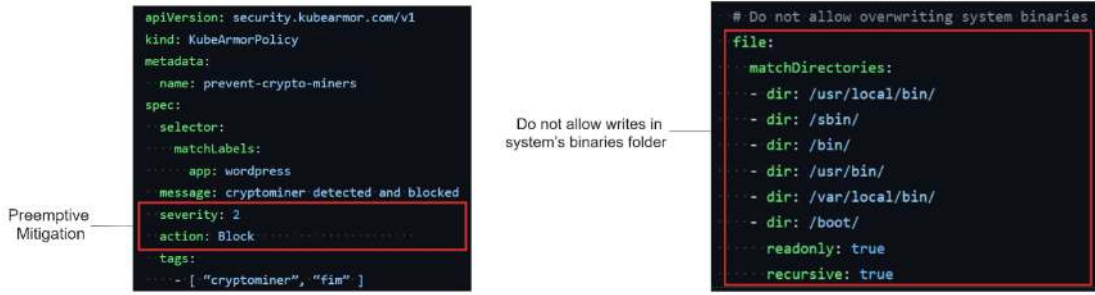 apiVersion: security.kubearmor.com/v1
kind: KubeArmorPolicy
metadata:
name: prevent-crypto-miners
spec:
selector:
matchLabels:
app: wordpress
message: cryptominer detected and blocked
severity: 2
action: Block
tags:
- [ "cryptominer", "fim" ]
Preemptive
Mitigation
# Do not allow overwriting system binaries
file:
matchDirectories:
- dir: /usr/local/bin/
- dir: /sbin/
- dir: /bin/
- dir: /usr/bin/
- dir: /var/local/bin/
- dir: /boot/
readonly: true
recursive: true
Do not allow writes in
system's binaries folder